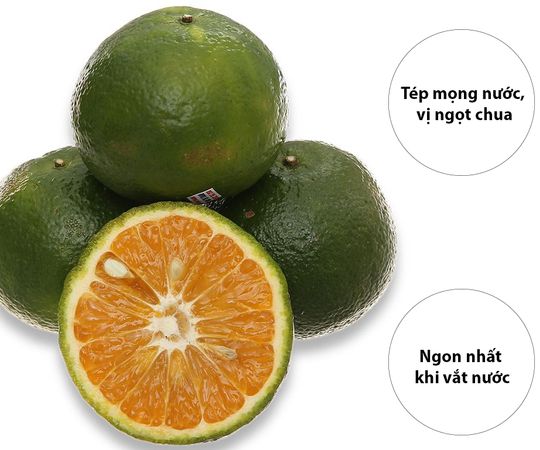 Tép mọng nước,
vị ngọt chua
Ngon nhất
khi vắt nước